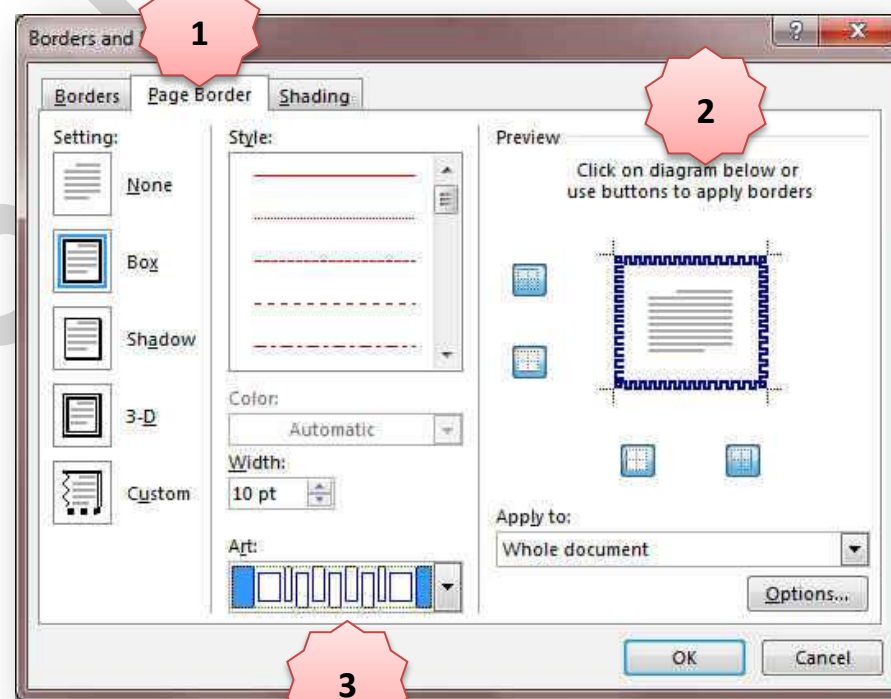 Borders and
1
Borders
Page Border
Shading
2
Setting:
None
Box
Shadow
3-D
Custom
Style:
Color:
Automatic
Width:
10 pt
Art:
Preview
Click on diagram below or
use buttons to apply borders
Apply to:
Whole document
Options...
OK
Cancel
3